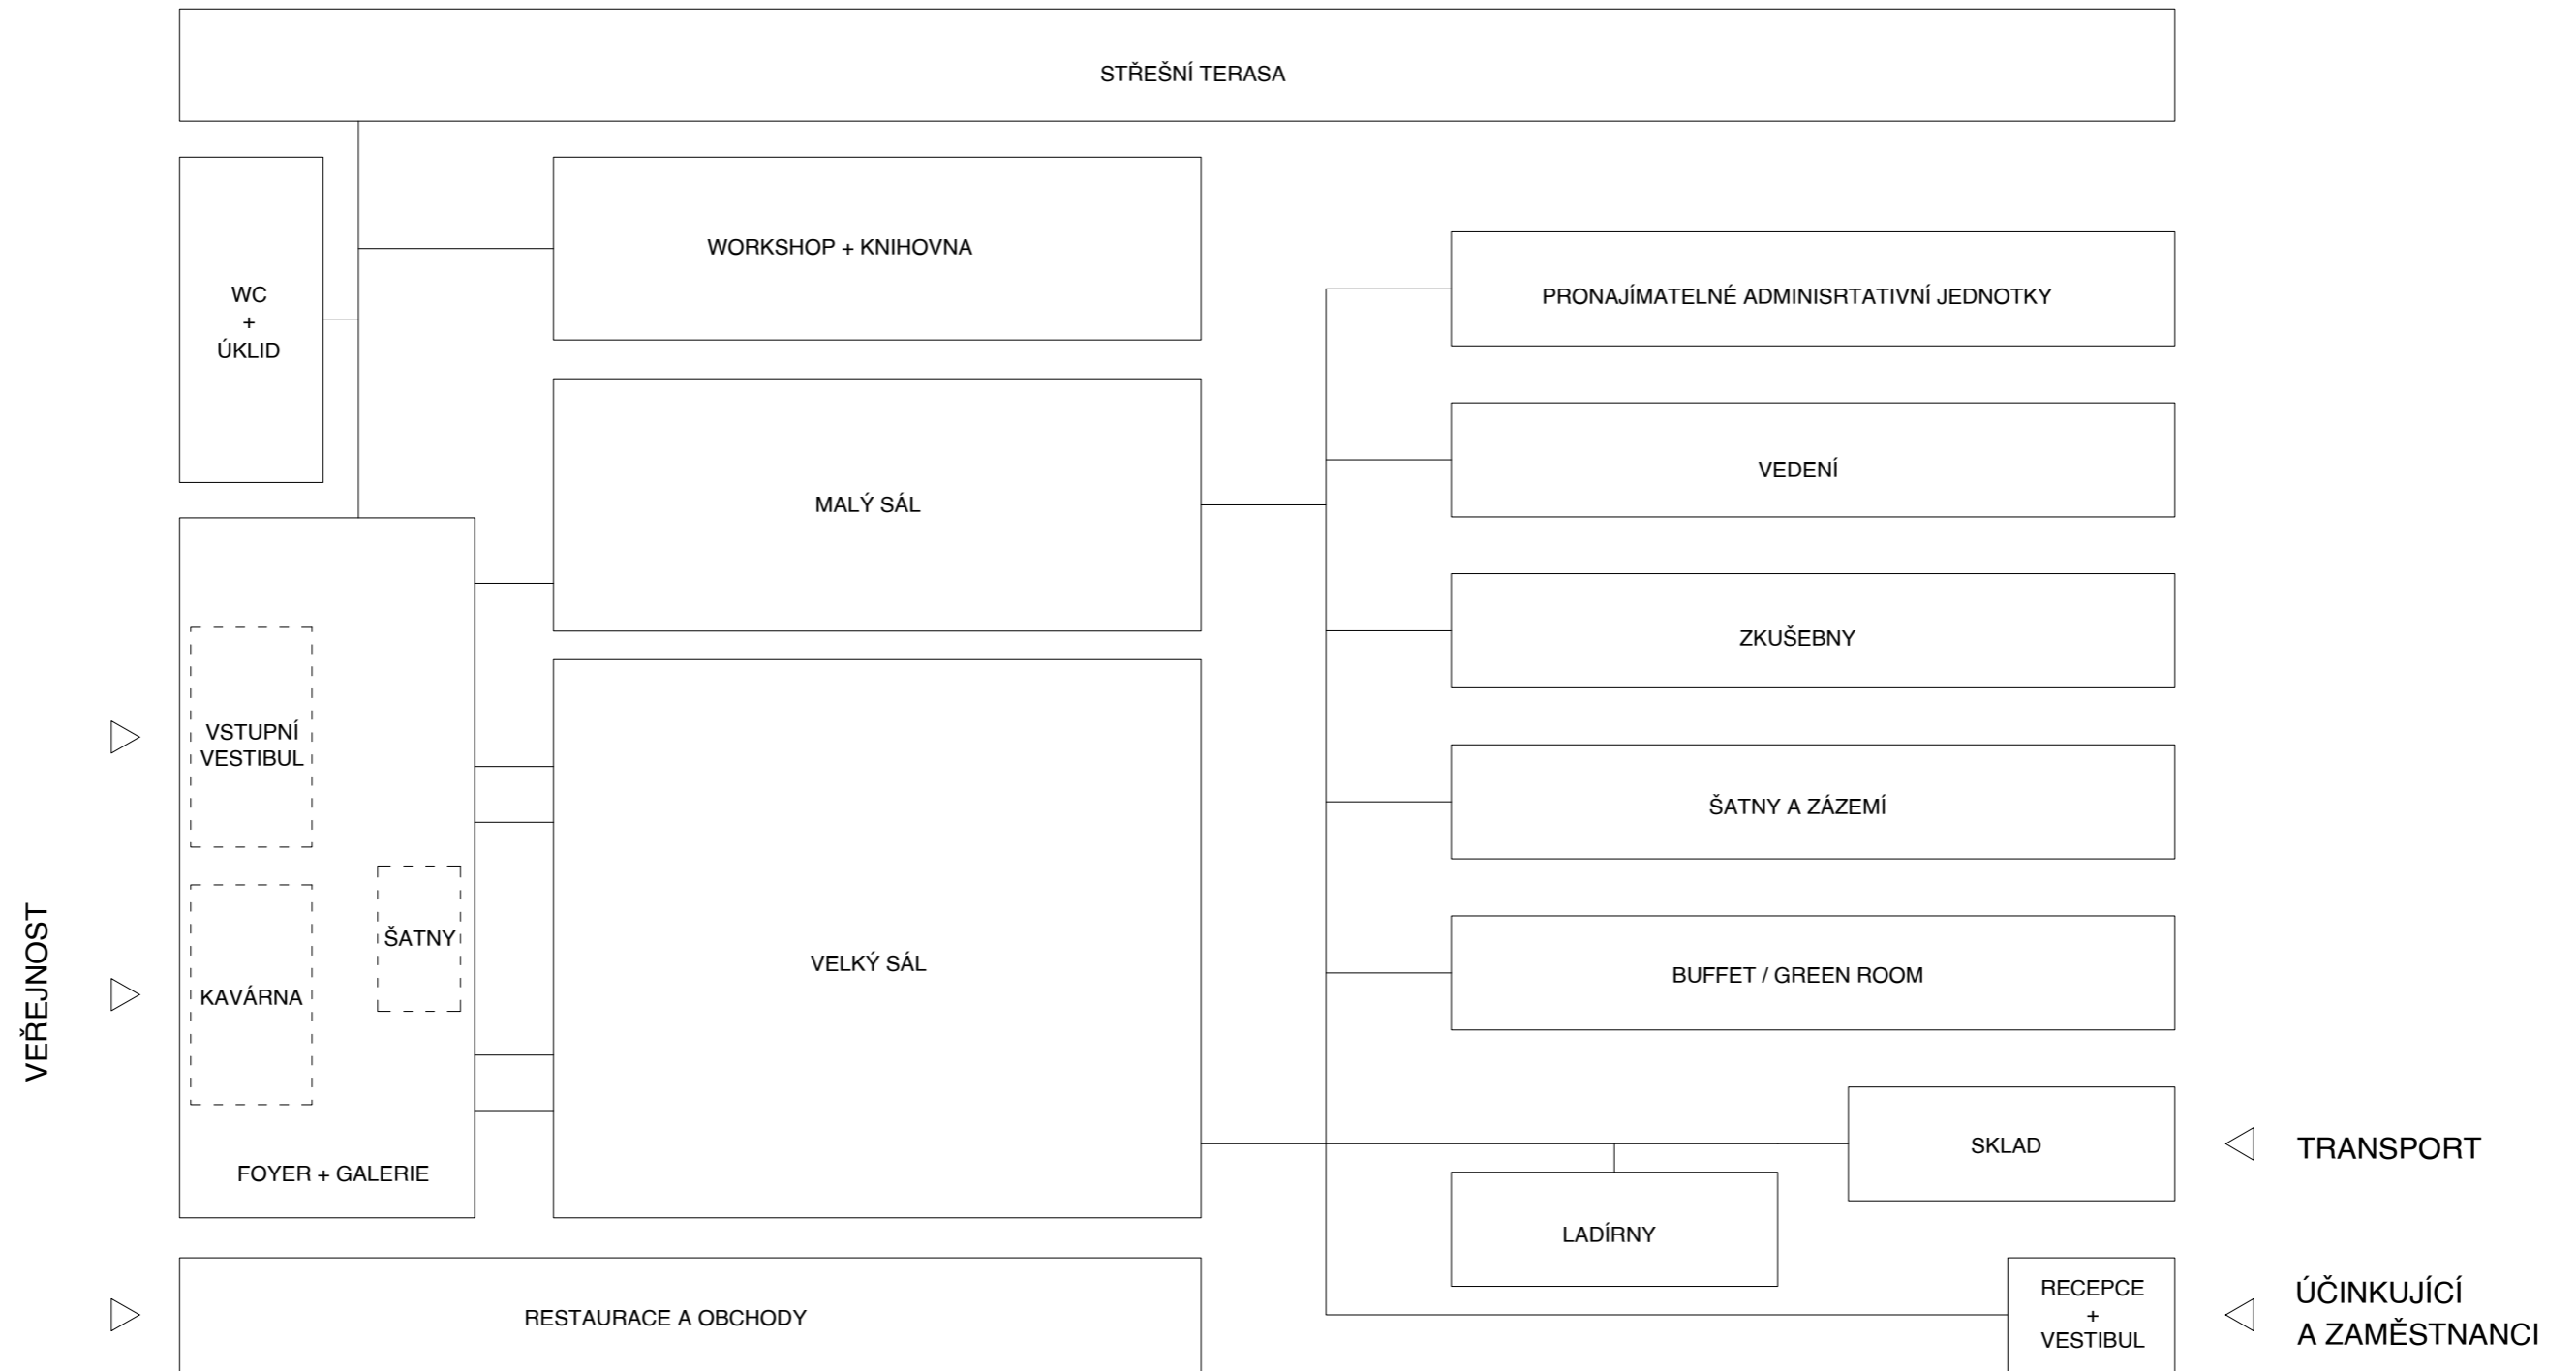 STŘEŠNÍ TERASA
WC
+
ÚKLID
WORKSHOP + KNIHOVNA
PRONAJÍMATELNÉ ADMINISRTATIVNÍ JEDNOTKY
MALÝ SÁL
VEDENÍ
ZKUŠEBNY
VSTUPNÍ
VESTIBUL
ŠATNY A ZÁZEMÍ
VEŘEJNOST
KAVÁRNA
ŠATNY
VELKÝ SÁL
BUFFET / GREEN ROOM
FOYER + GALERIE
SKLAD
TRANSPORT
LADÍRNY
RESTAURACE A OBCHODY
RECEPCE
+
VESTIBUL
ÚČINKUJÍCÍ
A ZAMĚSTNANCI